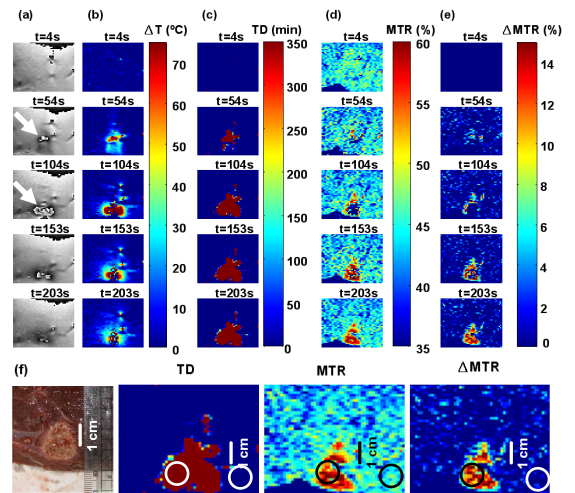 (a) (b) ΔT (ºC) (c) TD (min) (d) MTR (%) (e) ΔMTR (%)
t=4s t=4s t=4s t=4s t=4s
70 60 50 40 30 20 10 0
350 300 250 200 150 100 50 0
60 55 50 45 40 35
14 12 10 8 6 4 2 0
t=54s t=54s t=54s t=54s t=54s
t=104s t=104s t=104s t=104s t=104s
t=153s t=153s t=153s t=153s t=153s
t=203s t=203s t=203s t=203s t=203s
(f) TD MTR ΔMTR
1 cm 1 cm 1 cm 1 cm